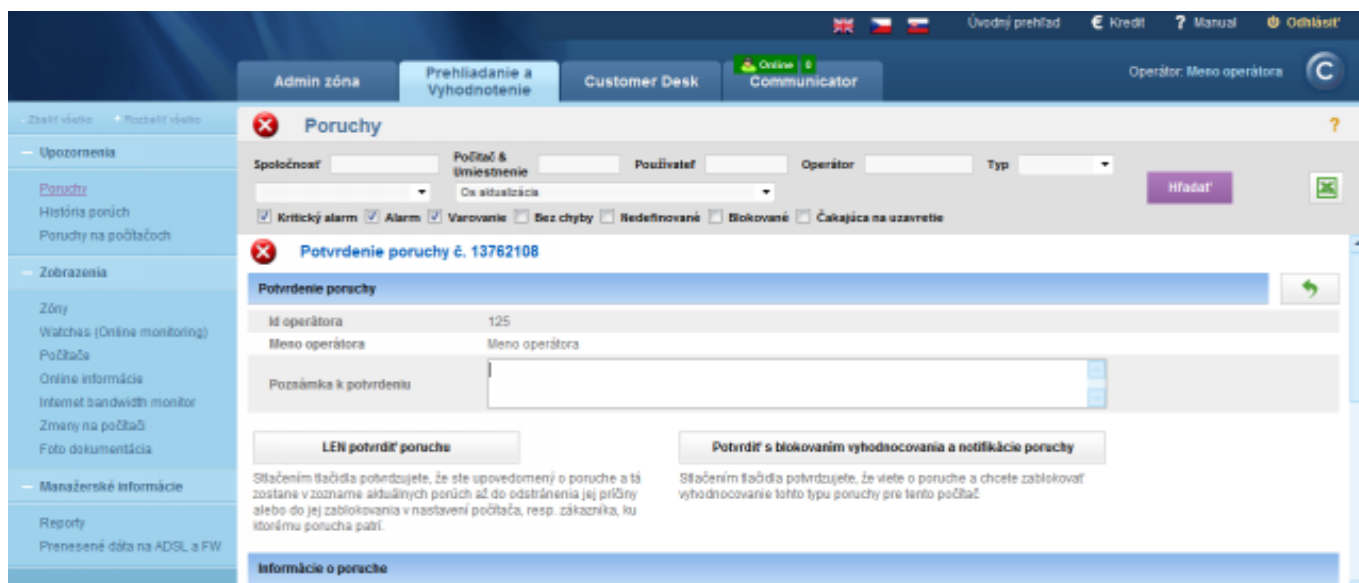 Úvodný prehľad € Kredit ? Manual Odhlásiť
Admin zóna
Prehliadanie a
Vyhodnotenie
Customer Desk
Online | 0
Communicator
Operátor: Meno operátora
Zbaliť všetko + Rozbaliť všetko
Poruchy
?
Upozornenia
Poruchy
História porúch
Poruchy na počítačoch
Zobrazenia
Zóny
Watches (Online monitoring)
Počítače
Online informácie
Internet bandwidth monitor
Zmeny na počítači
Foto dokumentácia
Manažerské informácie
Reporty
Prenesené dáta na ADSL a FW
Spoločnosť
Počítač &
Umiestnenie
Používateľ
Operátor
Typ
Os aktualizácia
Hľadať
Kritický alarm Alarm Varovanie Bez chyby Nedefinované Blokované Čakajúca na uzavretie
Potvrdenie poruchy č. 13762108
Potvrdenie poruchy
Id operátora 125
Meno operátora Meno operátora
Poznámka k potvrdeniu
LEN potvrdiť poruchu
Stlačením tlačidla potvrdzujete, že ste upovedomený o poruche a tá
zostane v zozname aktuálnych porúch až do odstránenia jej príčiny
alebo do jej zablokovania v nastavení počítača, resp. zákazníka, ku
ktorému porucha patrí.
Potvrdiť s blokovaním vyhodnocovania a notifikácie poruchy
Stlačením tlačidla potvrdzujete, že viete o poruche a chcete zablokovať
vyhodnocovanie tohto typu poruchy pre tento počítač
Informácie o poruche